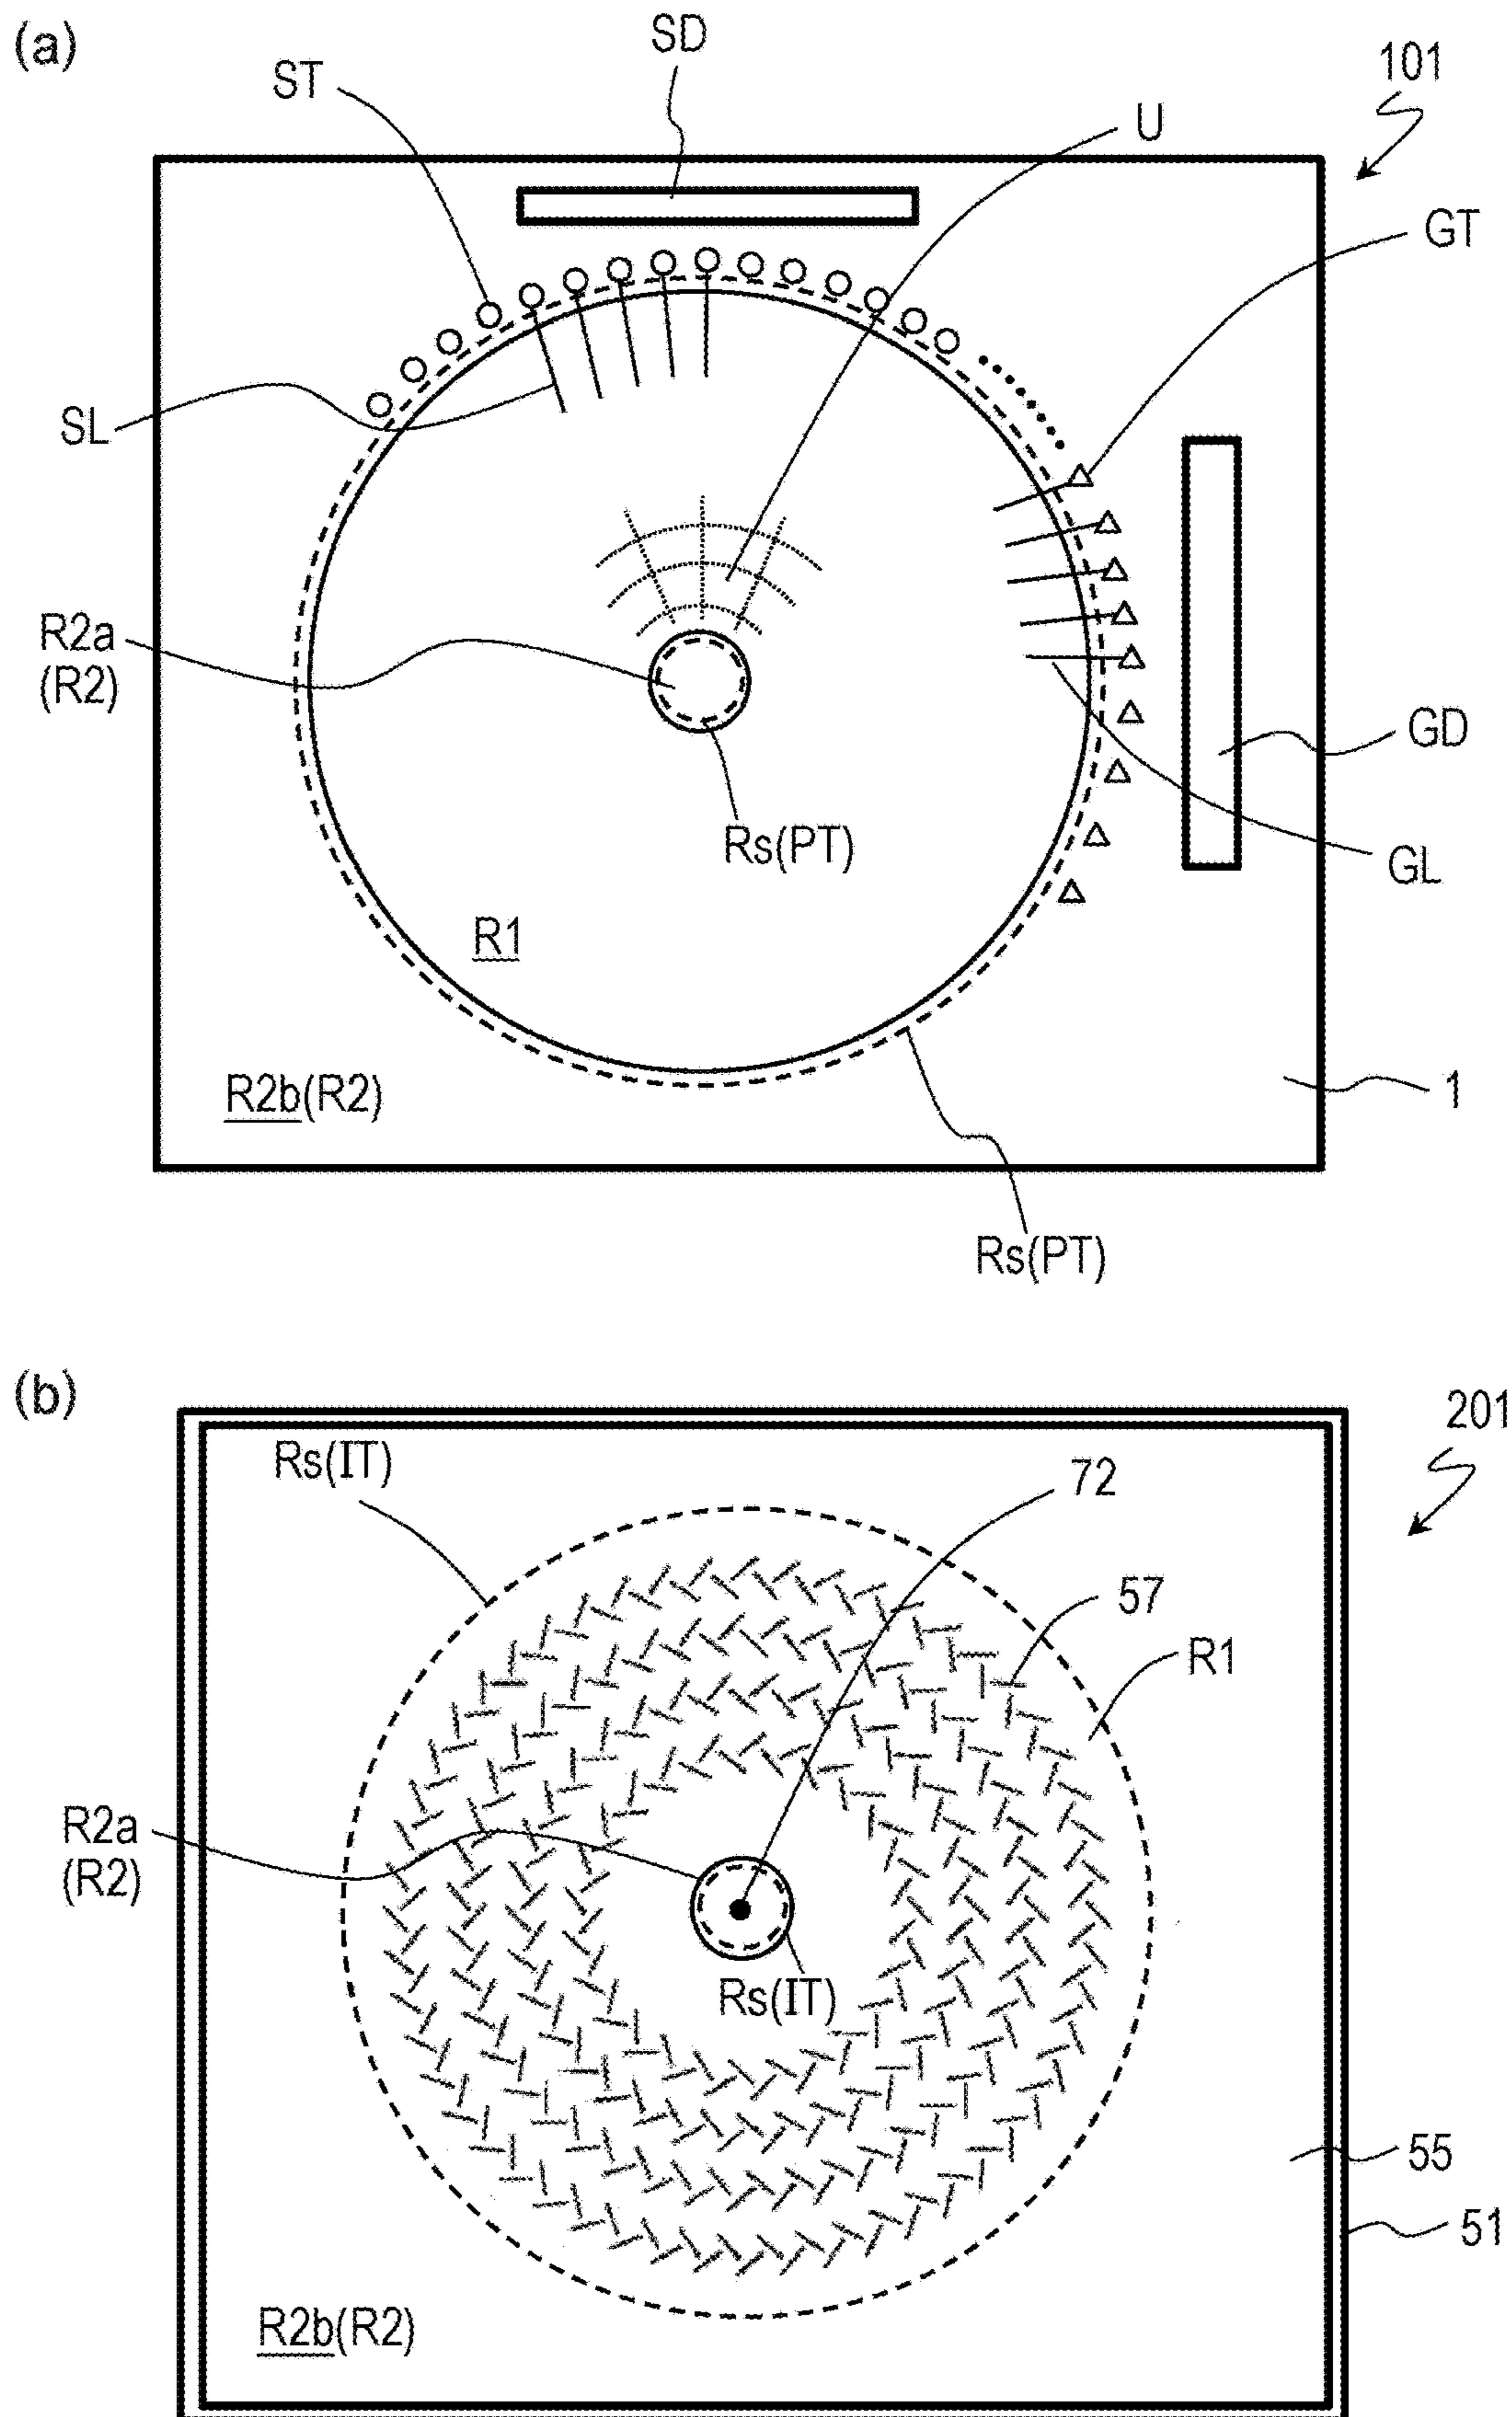 (a)
SD
101
ST
U
GT
SL
R2a
(R2)
GD
Rs(PT)
GL
R1
R2b(R2)
1
Rs(PT)
(b)
201
Rs(IT)
72
57
R1
R2a
(R2)
Rs(IT)
55
51
R2b(R2)